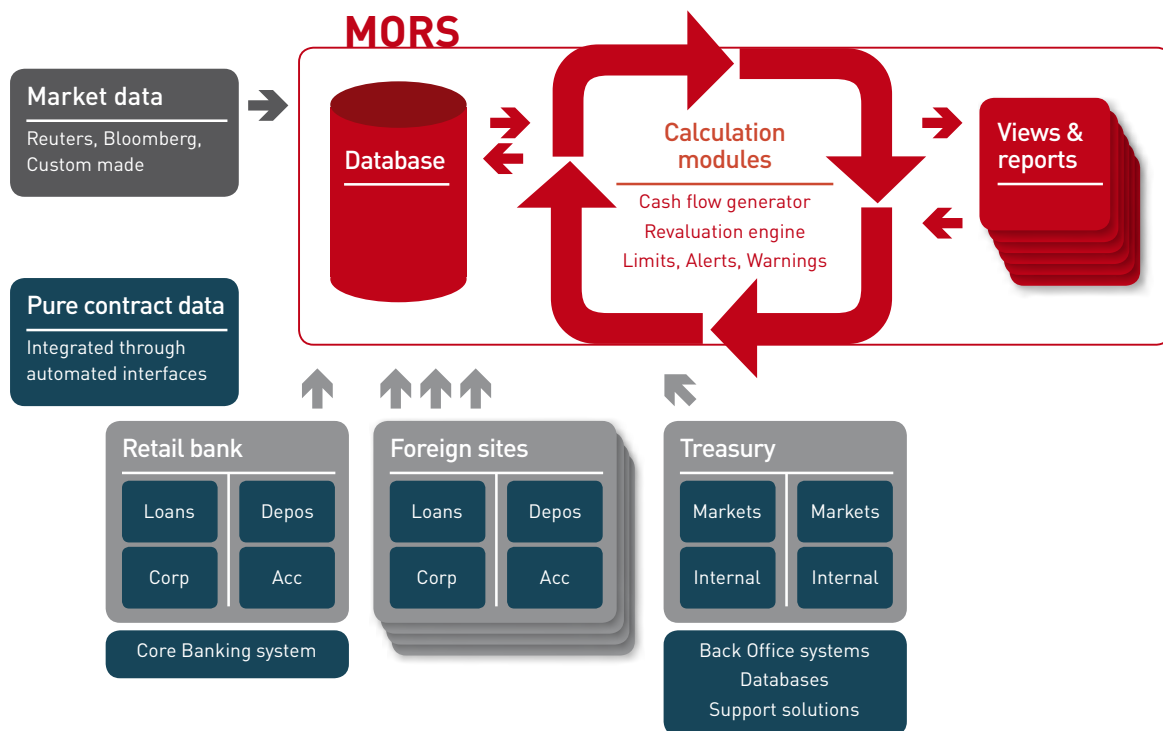 MORS
Market data
Reuters, Bloomberg,
Custom made
Database
Calculation
modules
Cash flow generator
Revaluation engine
Limits, Alerts, Warnings
Views &
reports
Pure contract data
Integrated through
automated interfaces
Retail bank
Loans
Depos
Corp
Acc
Core Banking system
Foreign sites
Loans
Depos
Corp
Acc
Treasury
Markets
Markets
Internal
Internal
Back Office systems
Databases
Support solutions